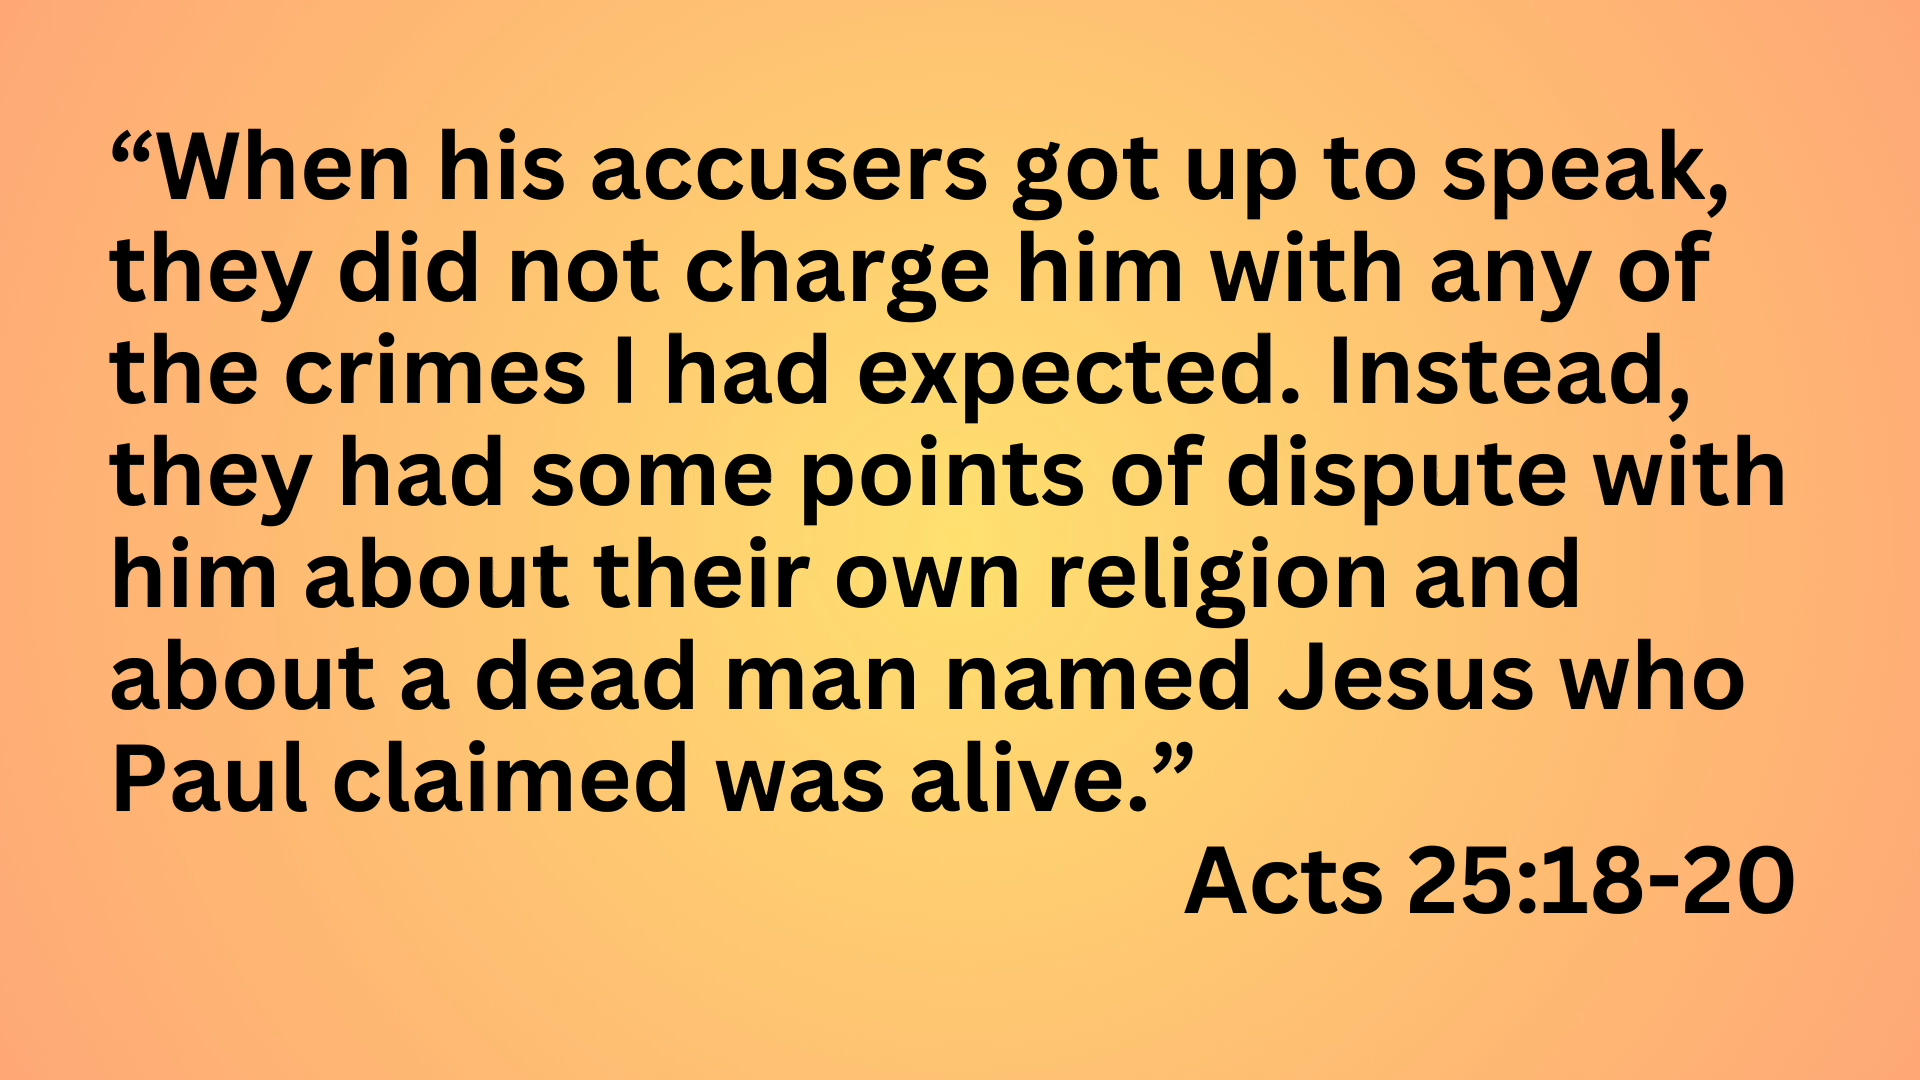 “When his accusers got up to speak,
they did not charge him with any of
the crimes I had expected. Instead,
they had some points of dispute with
him about their own religion and
about a dead man named Jesus who
Paul claimed was alive.”
Acts 25:18-20